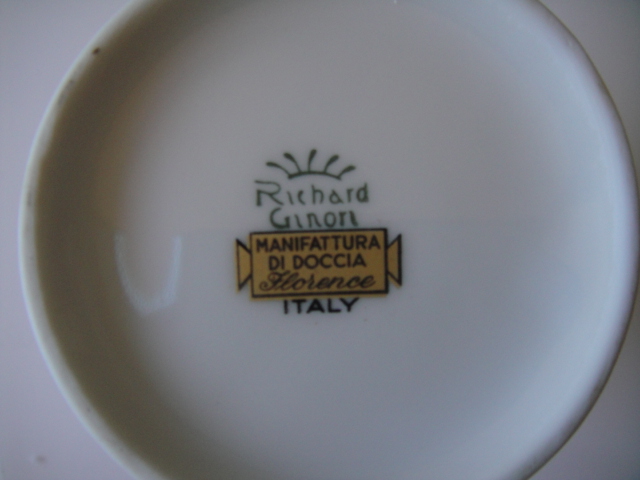 Richard
Ginori
MANIFATTURA
DI DOCCIA
Florence
ITALY